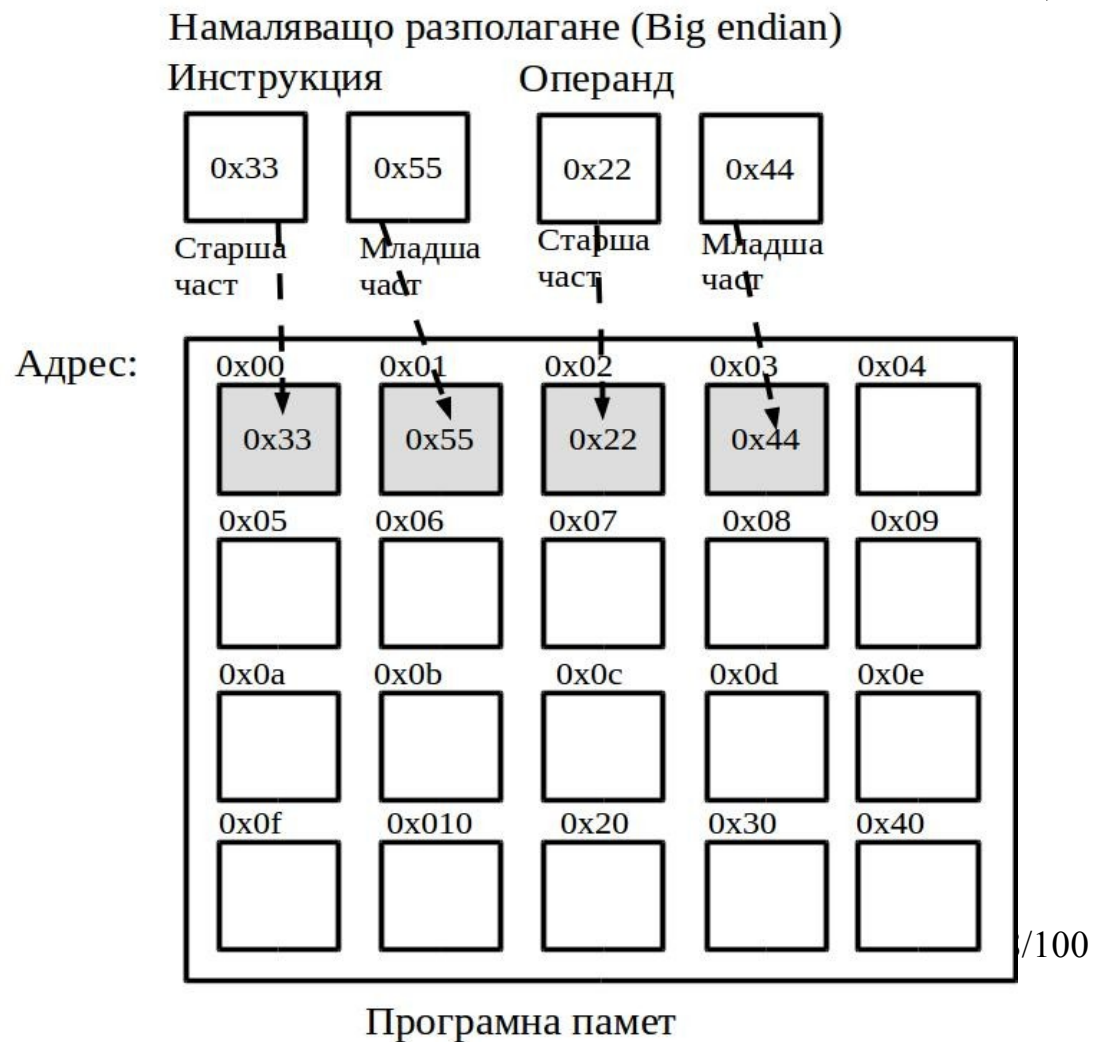 Намаляващо разполагане (Big endian)
Инструкция Операнд
0x33 0x55 0x22 0x44
Старша част Младша част Старша част Младша част
Адрес:
0x00 0x01 0x02 0x03 0x04
0x33 0x55 0x22 0x44
0x05 0x06 0x07 0x08 0x09
0x0a 0x0b 0x0c 0x0d 0x0e
0x0f 0x010 0x20 0x30 0x40
/100
Програмна памет